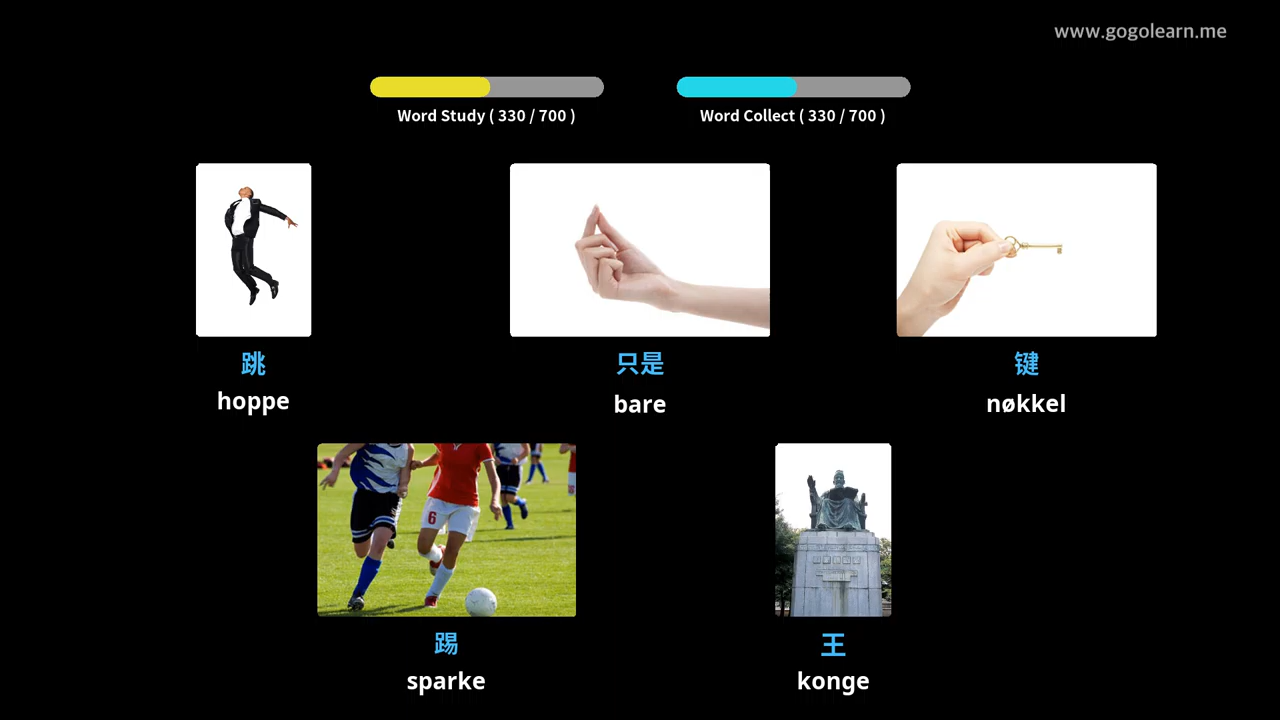 www.gogolearn.me
Word Study ( 330 / 700 )
Word Collect ( 330 / 700 )
跳
hoppe
只是
bare
键
nøkkel
6
踢
sparke
王
konge